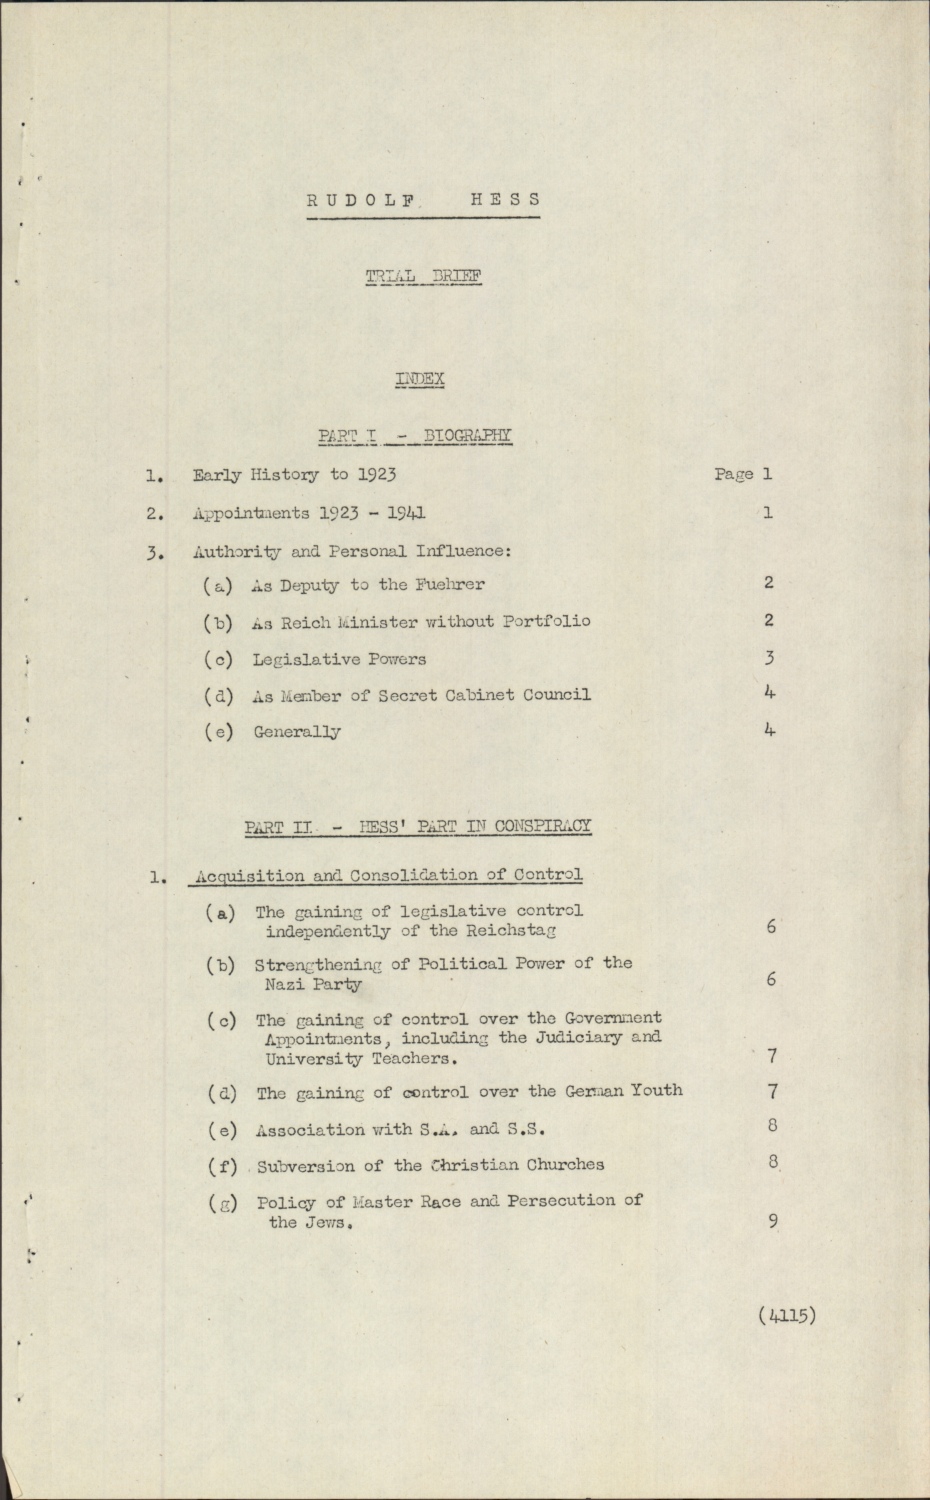 RUDOLF HESS
TRIAL BRIEF
INDEX
PART I - BIOGRAPHY
1. Early History to 1923 Page 1
2. Appointments 1923 - 1941 1
3. Authority and Personal Influence:
(a) As Deputy to the Fuehrer 2
(b) As Reich Minister without Portfolio 2
(c) Legislative Powers 3
(d) As Member of Secret Cabinet Council 4
(e) Generally 4
PART II - HESS' PART IN CONSPIRACY
1. Acquisition and Consolidation of Control
(a) The gaining of legislative control
independently of the Reichstag 6
(b) Strengthening of Political Power of the
Nazi Party 6
(c) The gaining of control over the Government
Appointments, including the Judiciary and
University Teachers. 7
(d) The gaining of control over the German Youth 7
(e) Association with S.A. and S.S. 8
(f) Subversion of the Christian Churches 8
(g) Policy of Master Race and Persecution of
the Jews. 9
(4115)